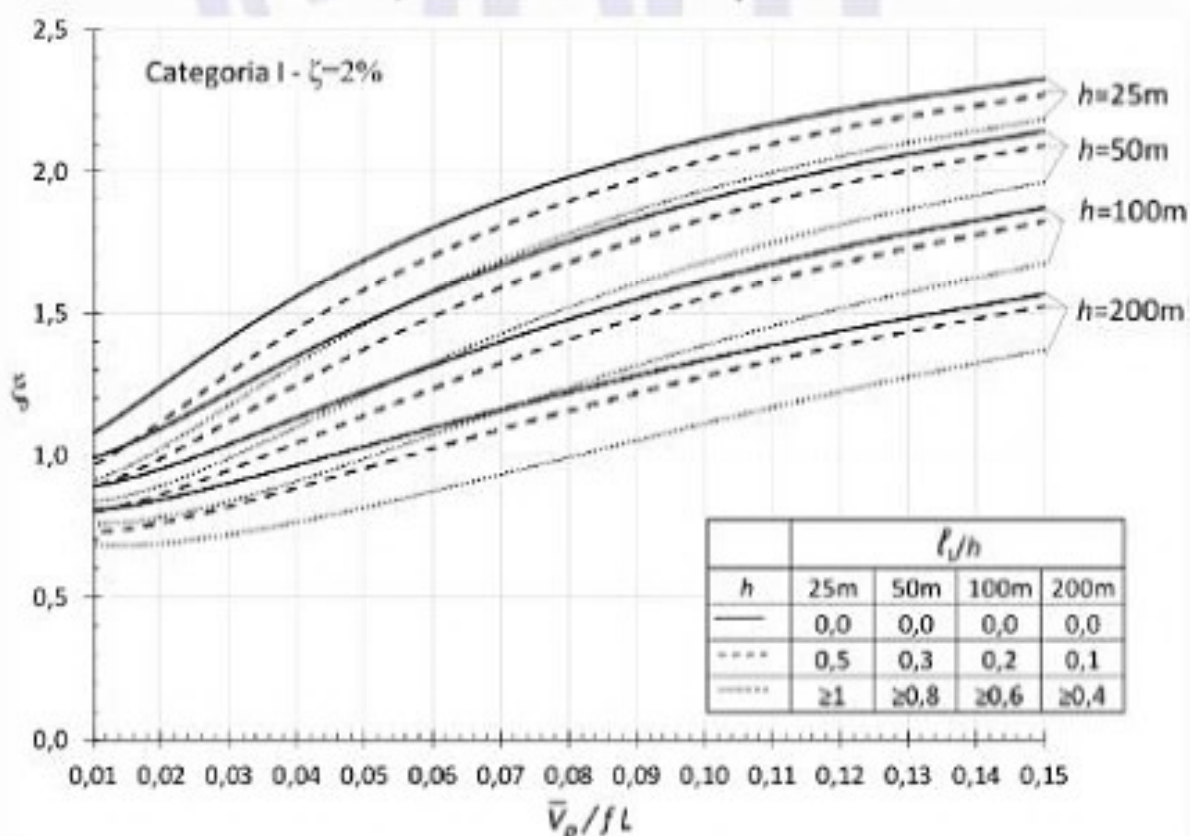 2,5
Categoria I - ζ=2%
h=25m
2,0
h=50m
h=100m
1,5
h=200m
ξ
1,0
ℓ₁/h
h 25m 50m 100m 200m
0,0 0,0 0,0 0,0
0,5 0,3 0,2 0,1
≥1 ≥0,8 ≥0,6 ≥0,4
0,5
0,0
0,01 0,02 0,03 0,04 0,05 0,06 0,07 0,08 0,09 0,10 0,11 0,12 0,13 0,14 0,15
V̅ₚ/fL